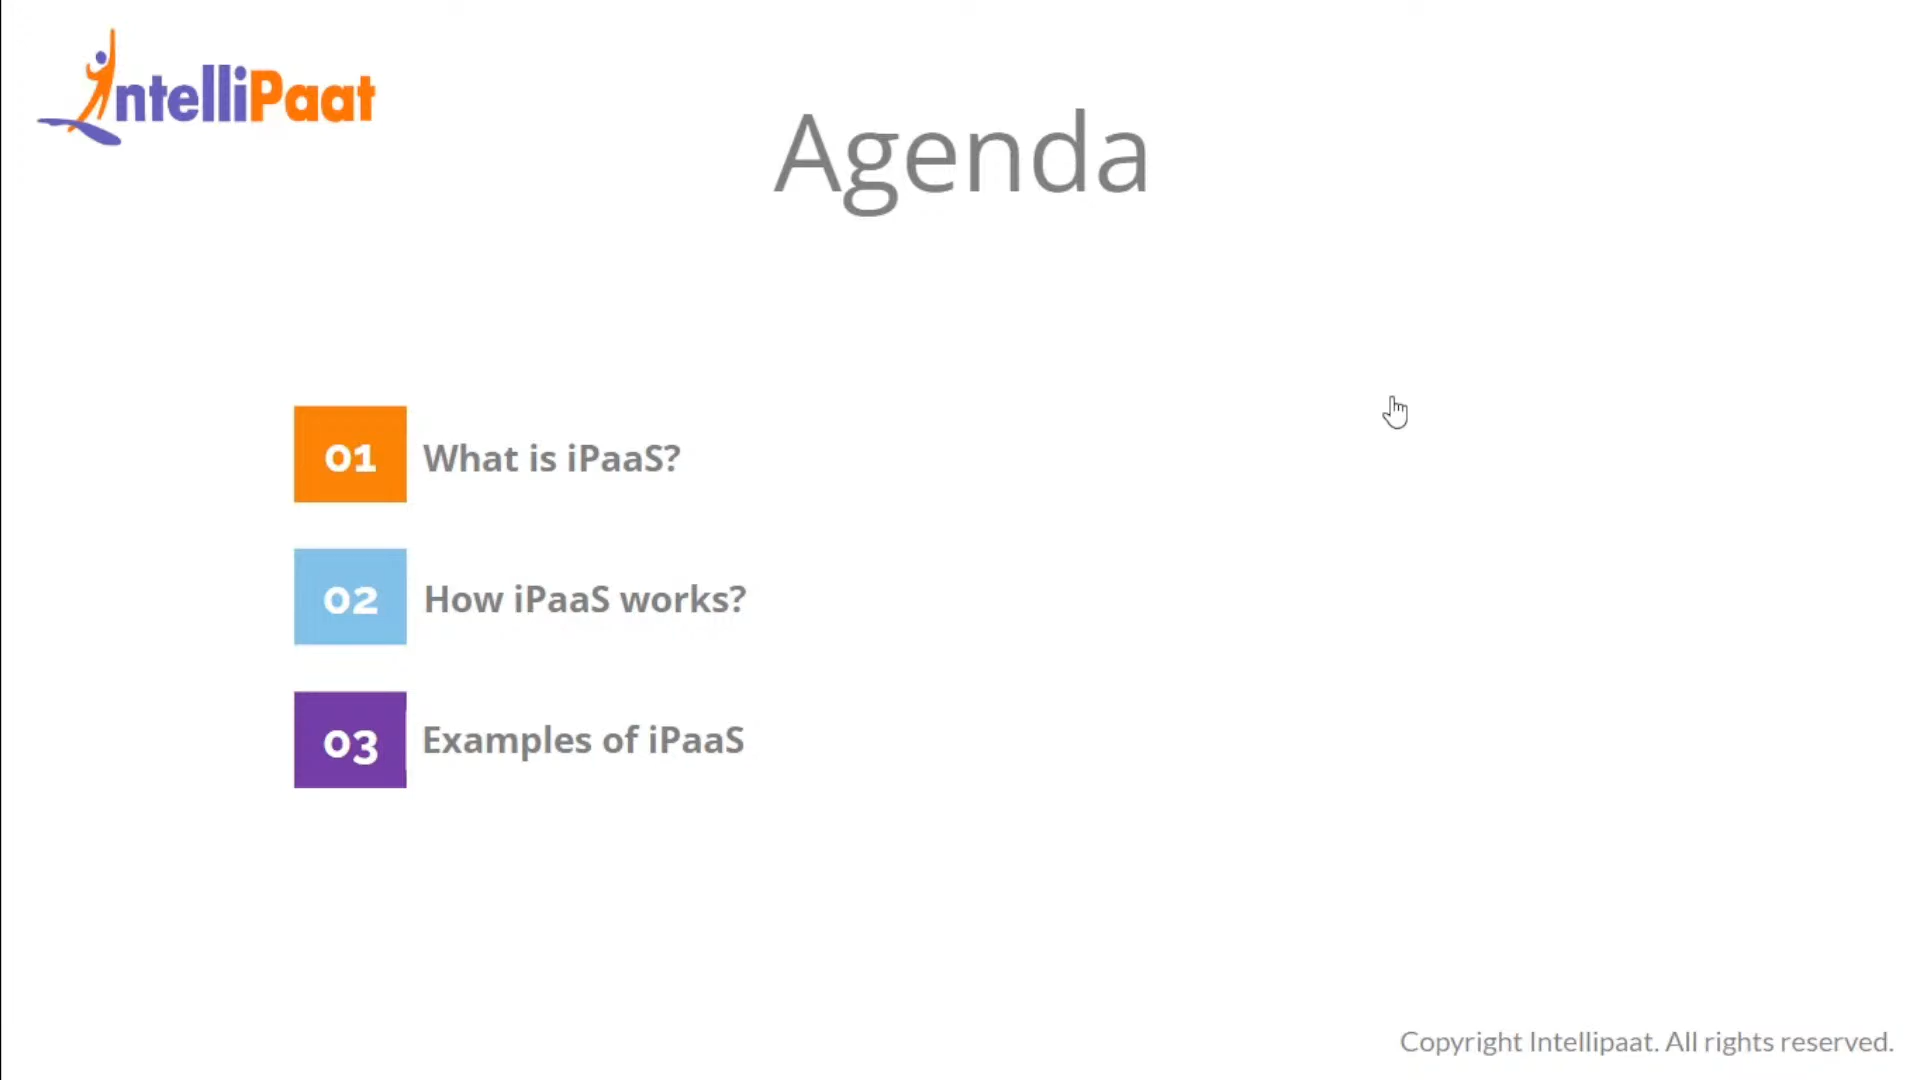 IntelliPaat
Agenda
01 What is iPaaS?
02 How iPaaS works?
03 Examples of iPaaS
Copyright Intellipaat. All rights reserved.